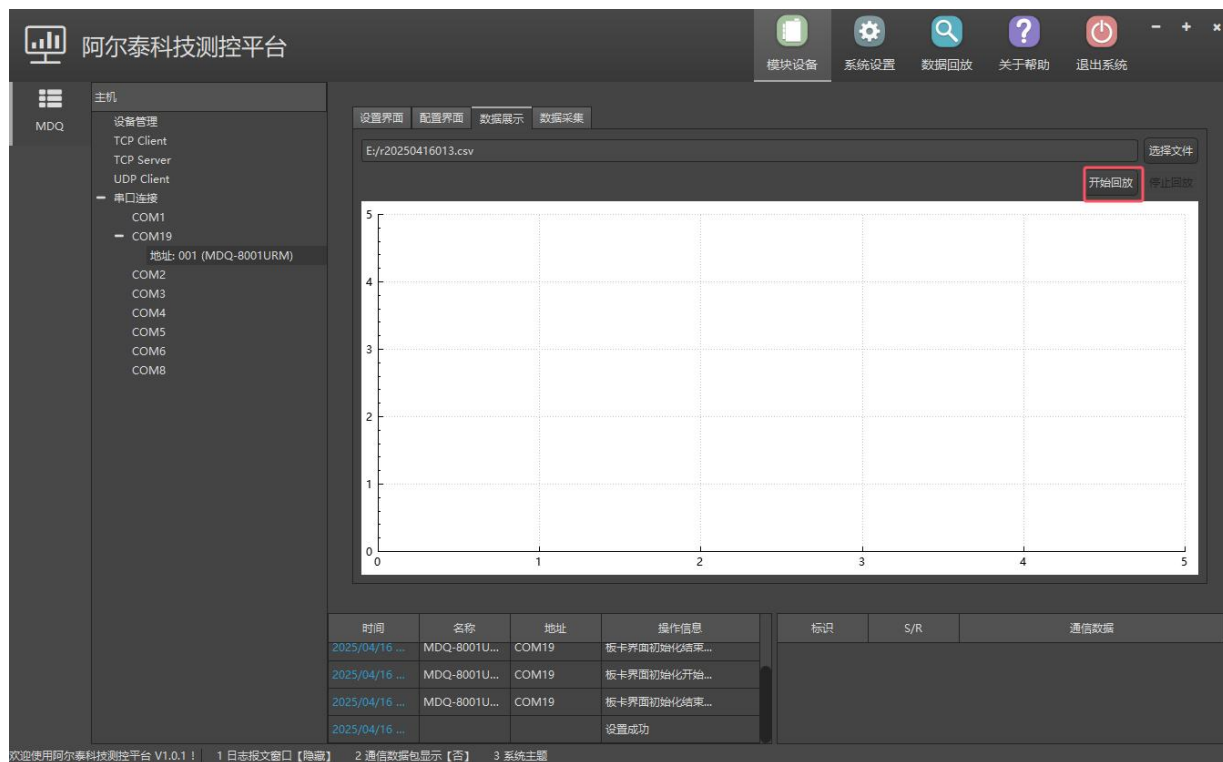 阿尔泰科技测控平台
模块设备 系统设置 数据回放 关于帮助 退出系统
MDQ
主机
设备管理
TCP Client
TCP Server
UDP Client
串口连接
COM1
COM19
地址: 001 (MDQ-8001URM)
COM2
COM3
COM4
COM5
COM6
COM8
设置界面 配置界面 数据展示 数据采集
E:/r20250416013.csv 选择文件
开始回放 停止回放
5
4
3
2
1
0
0 1 2 3 4 5
时间 名称 地址 操作信息 标识 S/R 通信数据
2025/04/16 ... MDQ-8001U... COM19 板卡界面初始化结束...
2025/04/16 ... MDQ-8001U... COM19 板卡界面初始化开始...
2025/04/16 ... MDQ-8001U... COM19 板卡界面初始化结束...
2025/04/16 ... 设置成功
欢迎使用阿尔泰科技测控平台 V1.0.1！ 1 日志报文窗口【隐藏】 2 通信数据包显示【否】 3 系统主题